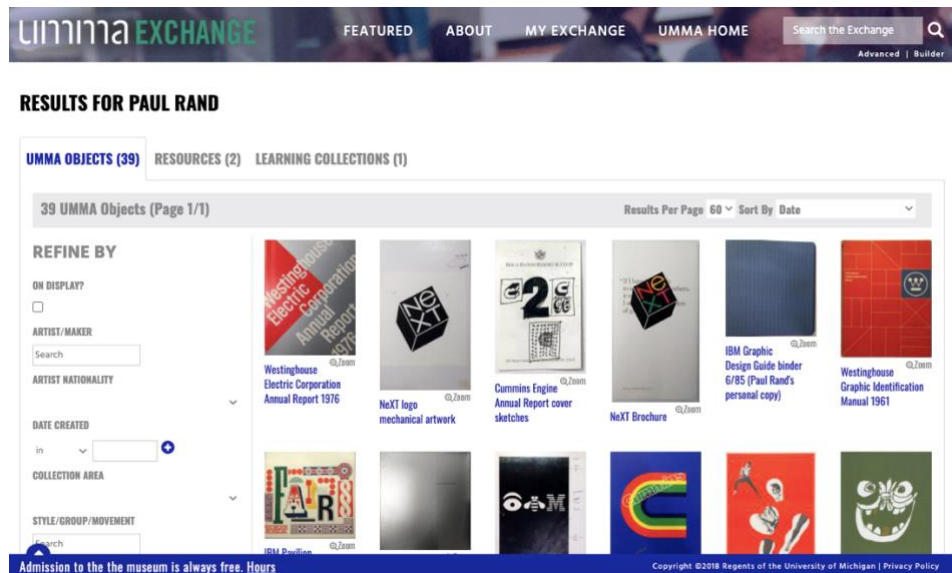 umma EXCHANGE
FEATURED ABOUT MY EXCHANGE UMMA HOME
Search the Exchange
Advanced | Builder
RESULTS FOR PAUL RAND
UMMA OBJECTS (39) RESOURCES (2) LEARNING COLLECTIONS (1)
39 UMMA Objects (Page 1/1)
Results Per Page 60 Sort By Date
REFINE BY
ON DISPLAY?
ARTIST/MAKER
Search
ARTIST NATIONALITY
DATE CREATED
in
COLLECTION AREA
STYLE/GROUP/MOVEMENT
Search
Westinghouse
Electric Corporation
Annual Report
1976
Zoom
Westinghouse
Electric Corporation
Annual Report 1976
NeXT
Zoom
NeXT logo
mechanical artwork
2
Zoom
Cummins Engine
Annual Report cover
sketches
NeXT
Zoom
NeXT Brochure
Zoom
IBM Graphic
Design Guide binder
6/85 (Paul Rand's
personal copy)
Zoom
Westinghouse
Graphic Identification
Manual 1961
FAIR
Zoom
IBM Pavilion
M
Admission to the the museum is always free. Hours
Copyright ©2018 Regents of the University of Michigan | Privacy Policy